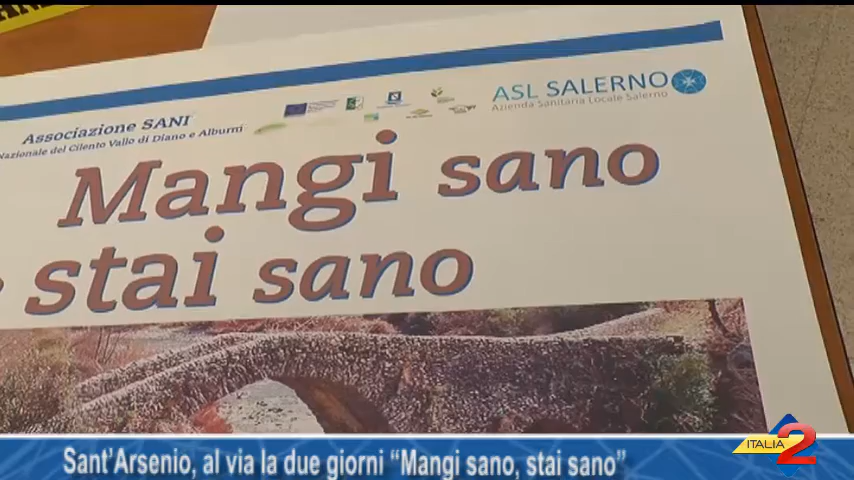 Associazione SANI
Nazionale del Cilento Vallo di Diano e Alburni
ASL SALERNO
Azienda Sanitaria Locale Salerno
Mangi sano
stai sano
Sant'Arsenio, al via la due giorni “Mangi sano, stai sano”
ITALIA 2